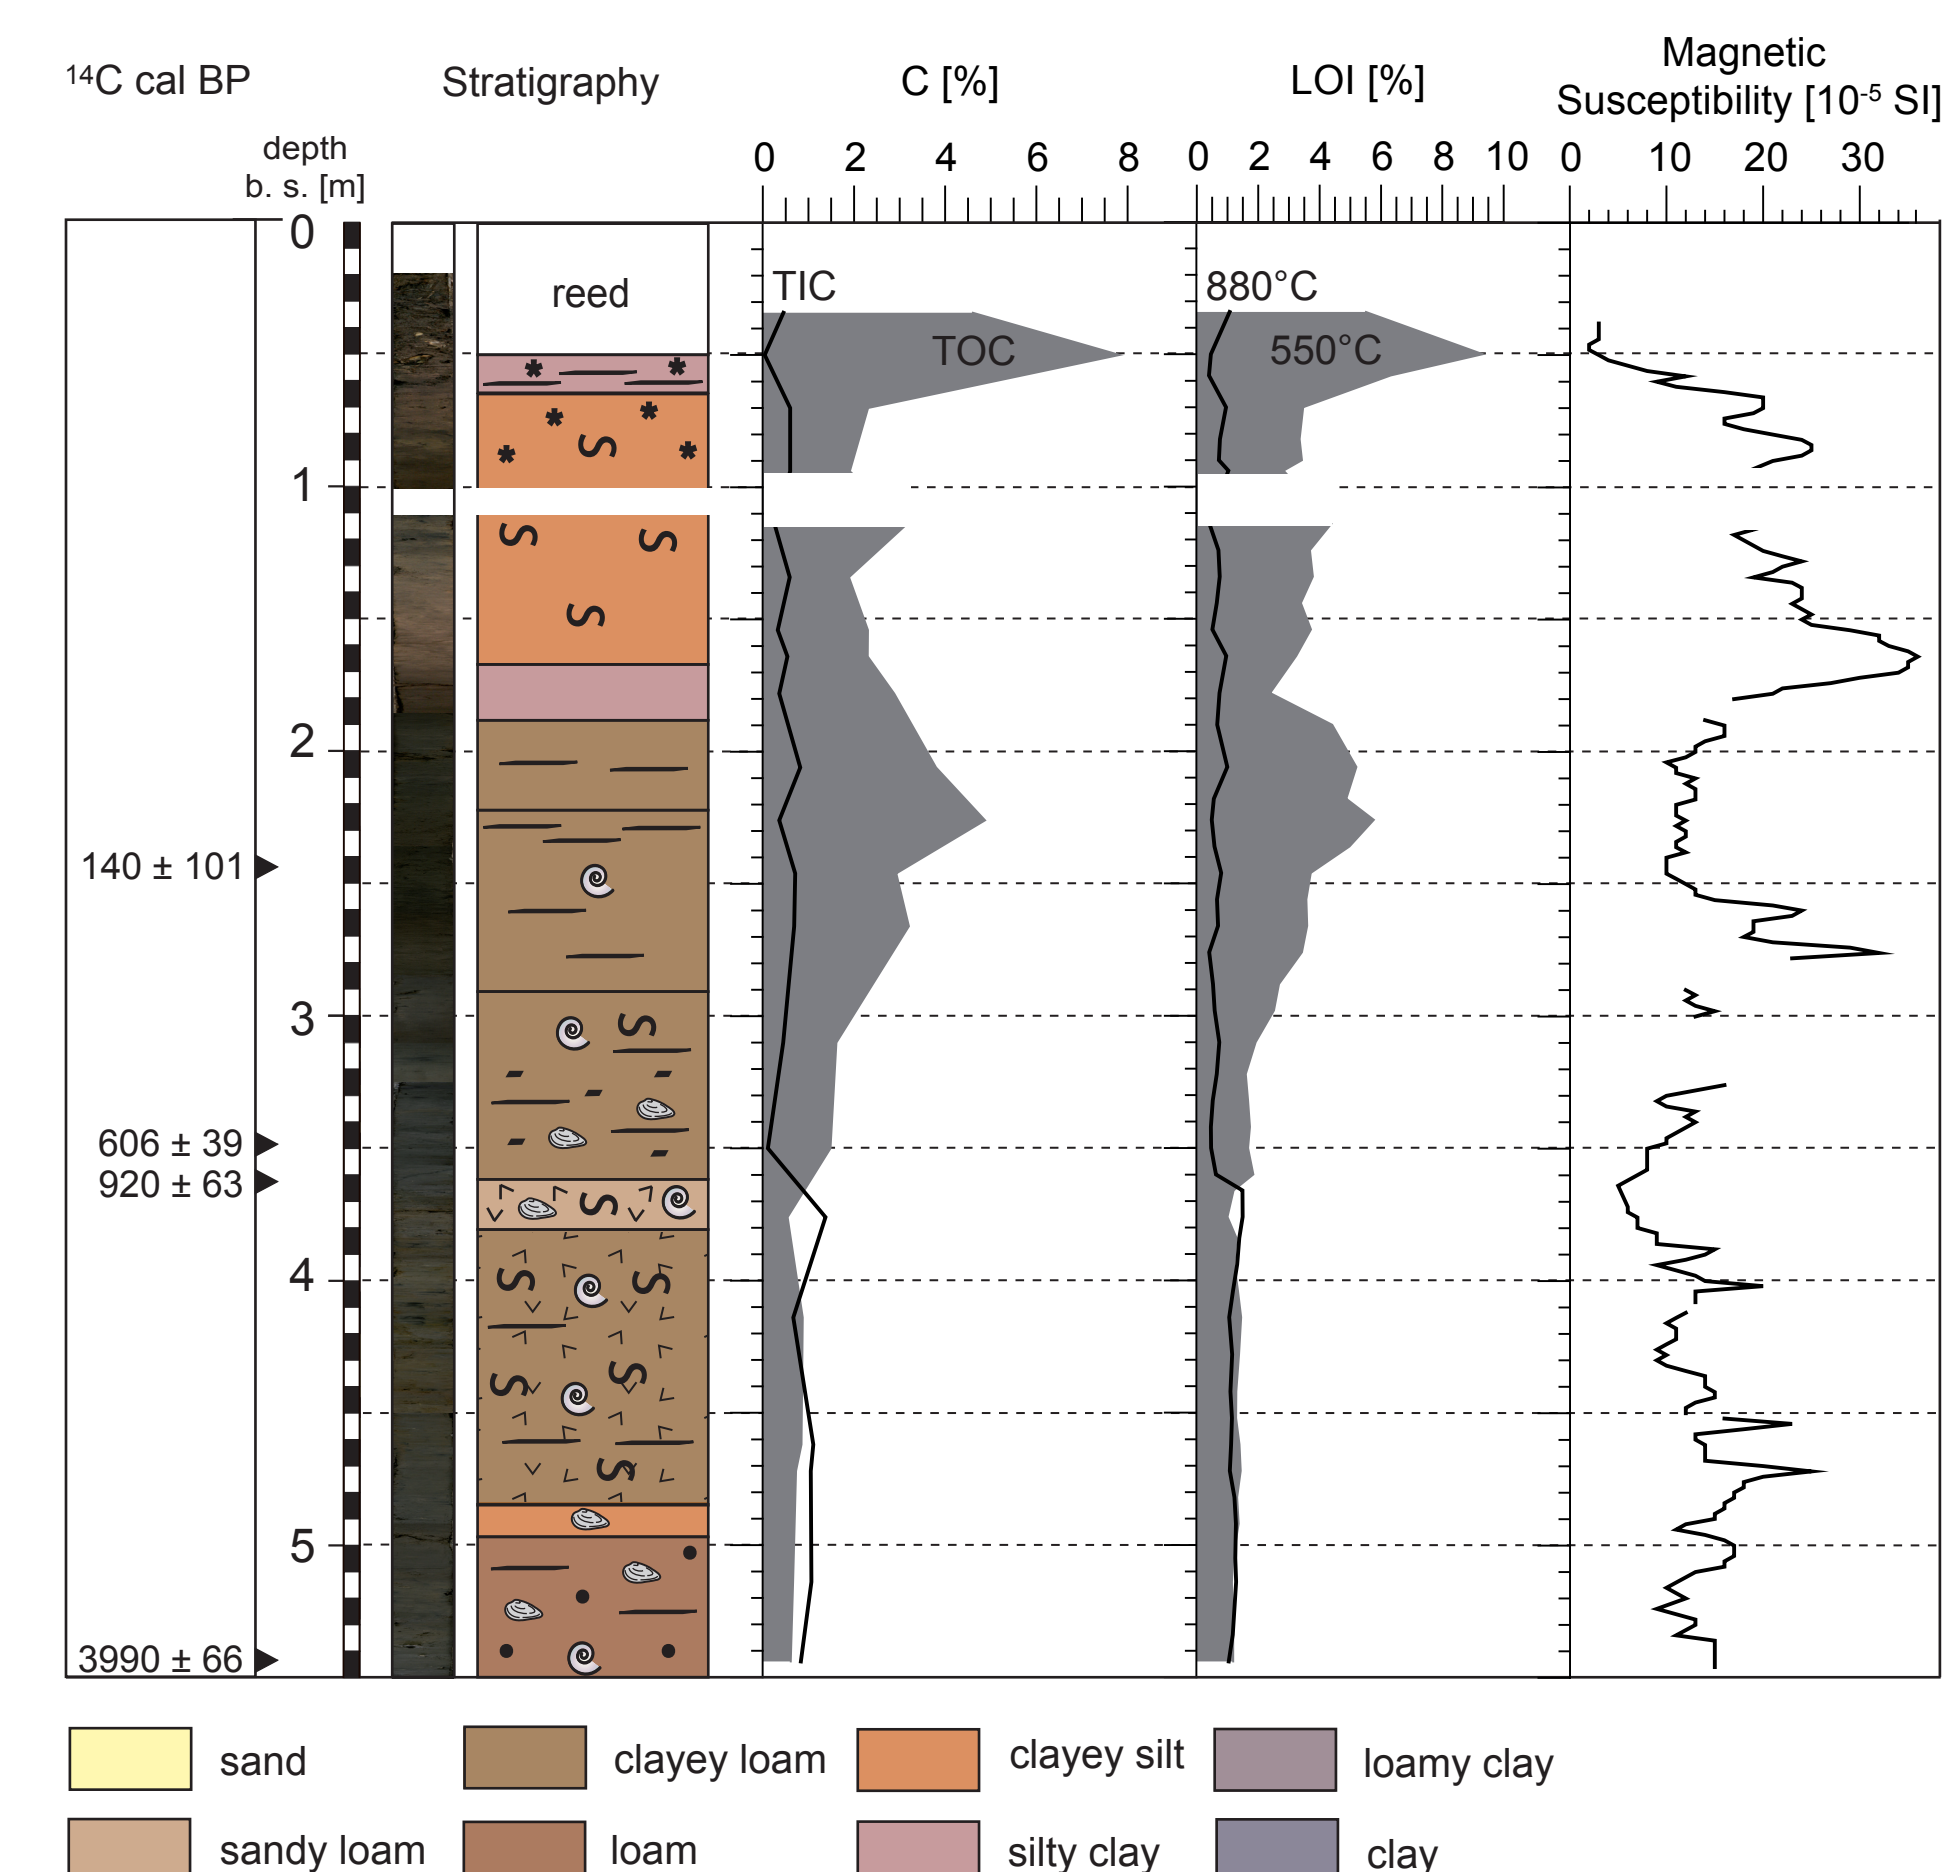 ¹⁴C cal BP
depth
b. s. [m]
Stratigraphy
C [%]
LOI [%]
Magnetic
Susceptibility [10⁻⁵ SI]
0 2 4 6 8
0 2 4 6 8 10
0 10 20 30
0
reed
TIC
TOC
880°C
550°C
1
2
140 ± 101
3
606 ± 39
920 ± 63
4
5
3990 ± 66
sand
clayey loam
clayey silt
loamy clay
sandy loam
loam
silty clay
clay